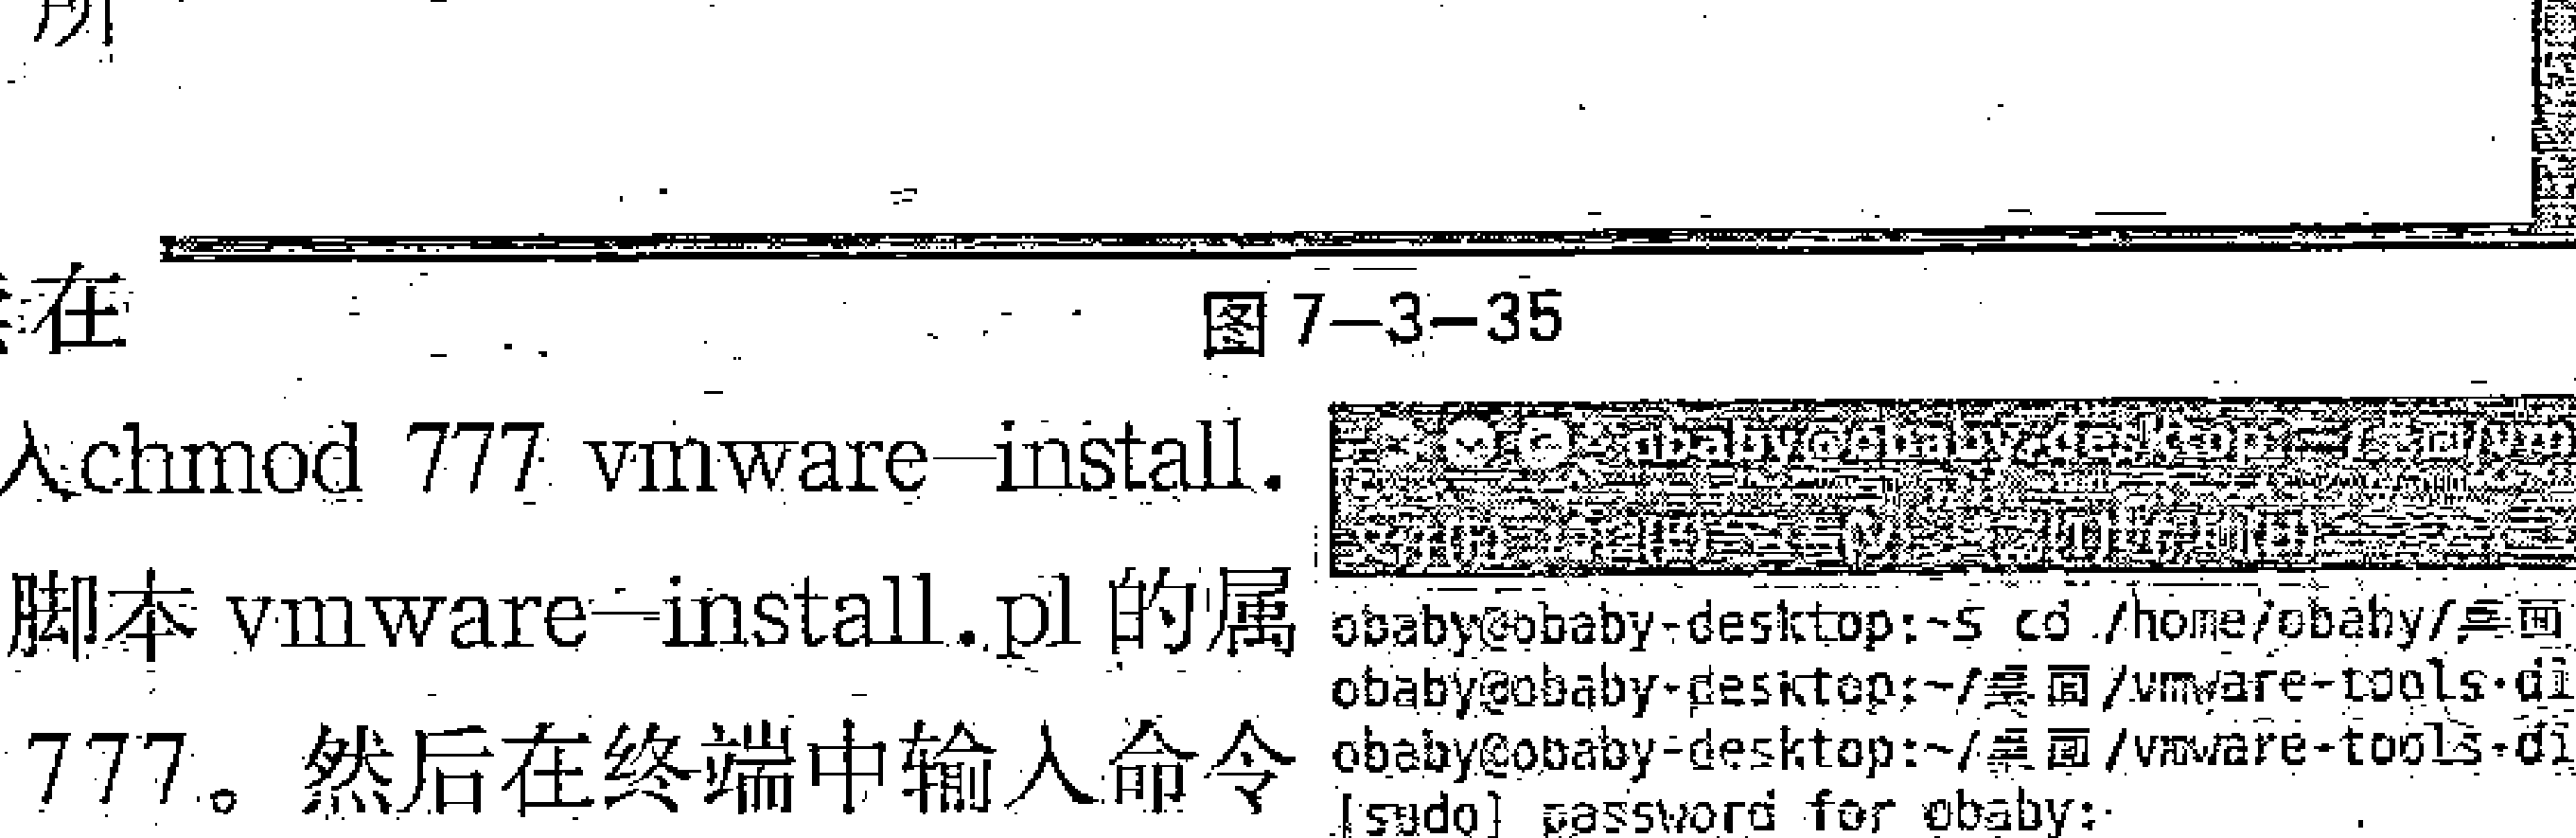 所
在
图 7—3—35
入chmod 777 vmware—install.
脚本 vmware—install.pl 的属
777。然后在终端中输入命令
obaby@obaby-desktop:~/
obaby@obaby-desktop:~$ cd /home/obaby/桌面
obaby@obaby-desktop:~/桌面/vmware-tools-di
obaby@obaby-desktop:~/桌面/vmware-tools-di
[sudo] password for obaby: